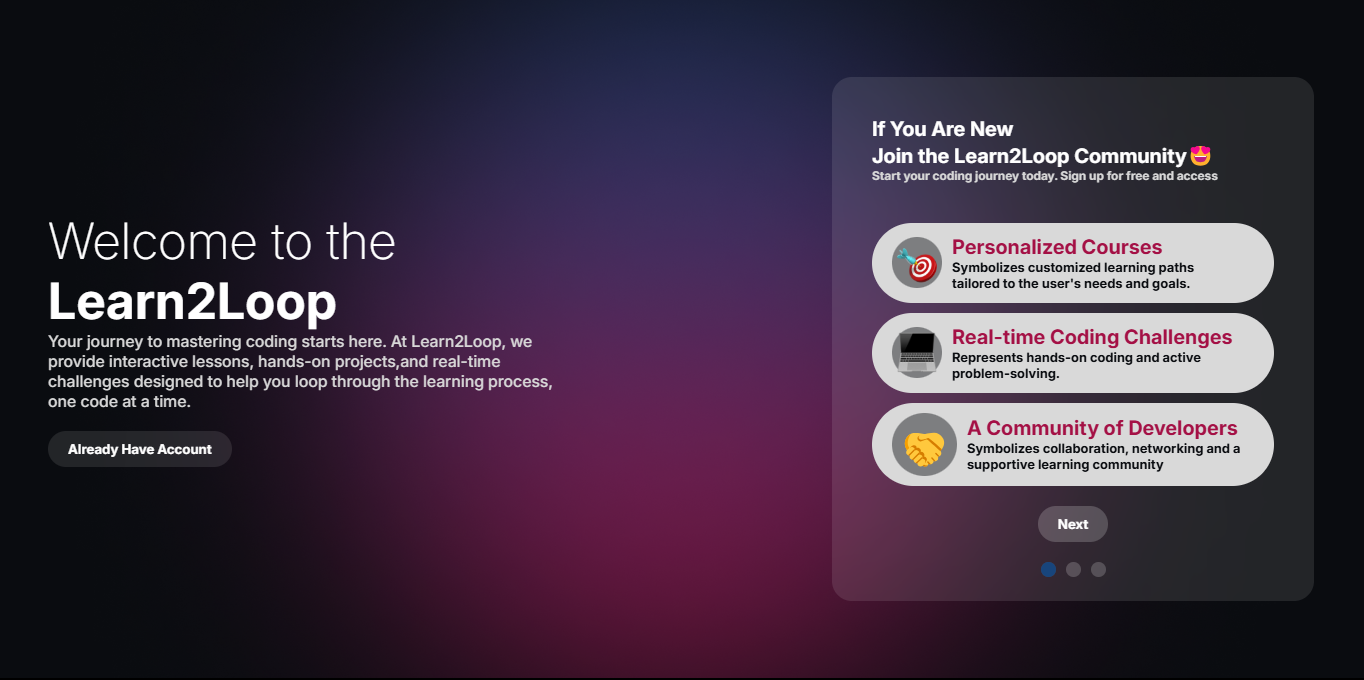 Welcome to the
Learn2Loop
Your journey to mastering coding starts here. At Learn2Loop, we
provide interactive lessons, hands-on projects,and real-time
challenges designed to help you loop through the learning process,
one code at a time.
Already Have Account
If You Are New
Join the Learn2Loop Community🤩
Start your coding journey today. Sign up for free and access
Personalized Courses
Symbolizes customized learning paths
tailored to the user's needs and goals.
Real-time Coding Challenges
Represents hands-on coding and active
problem-solving.
A Community of Developers
Symbolizes collaboration, networking and a
supportive learning community
Next